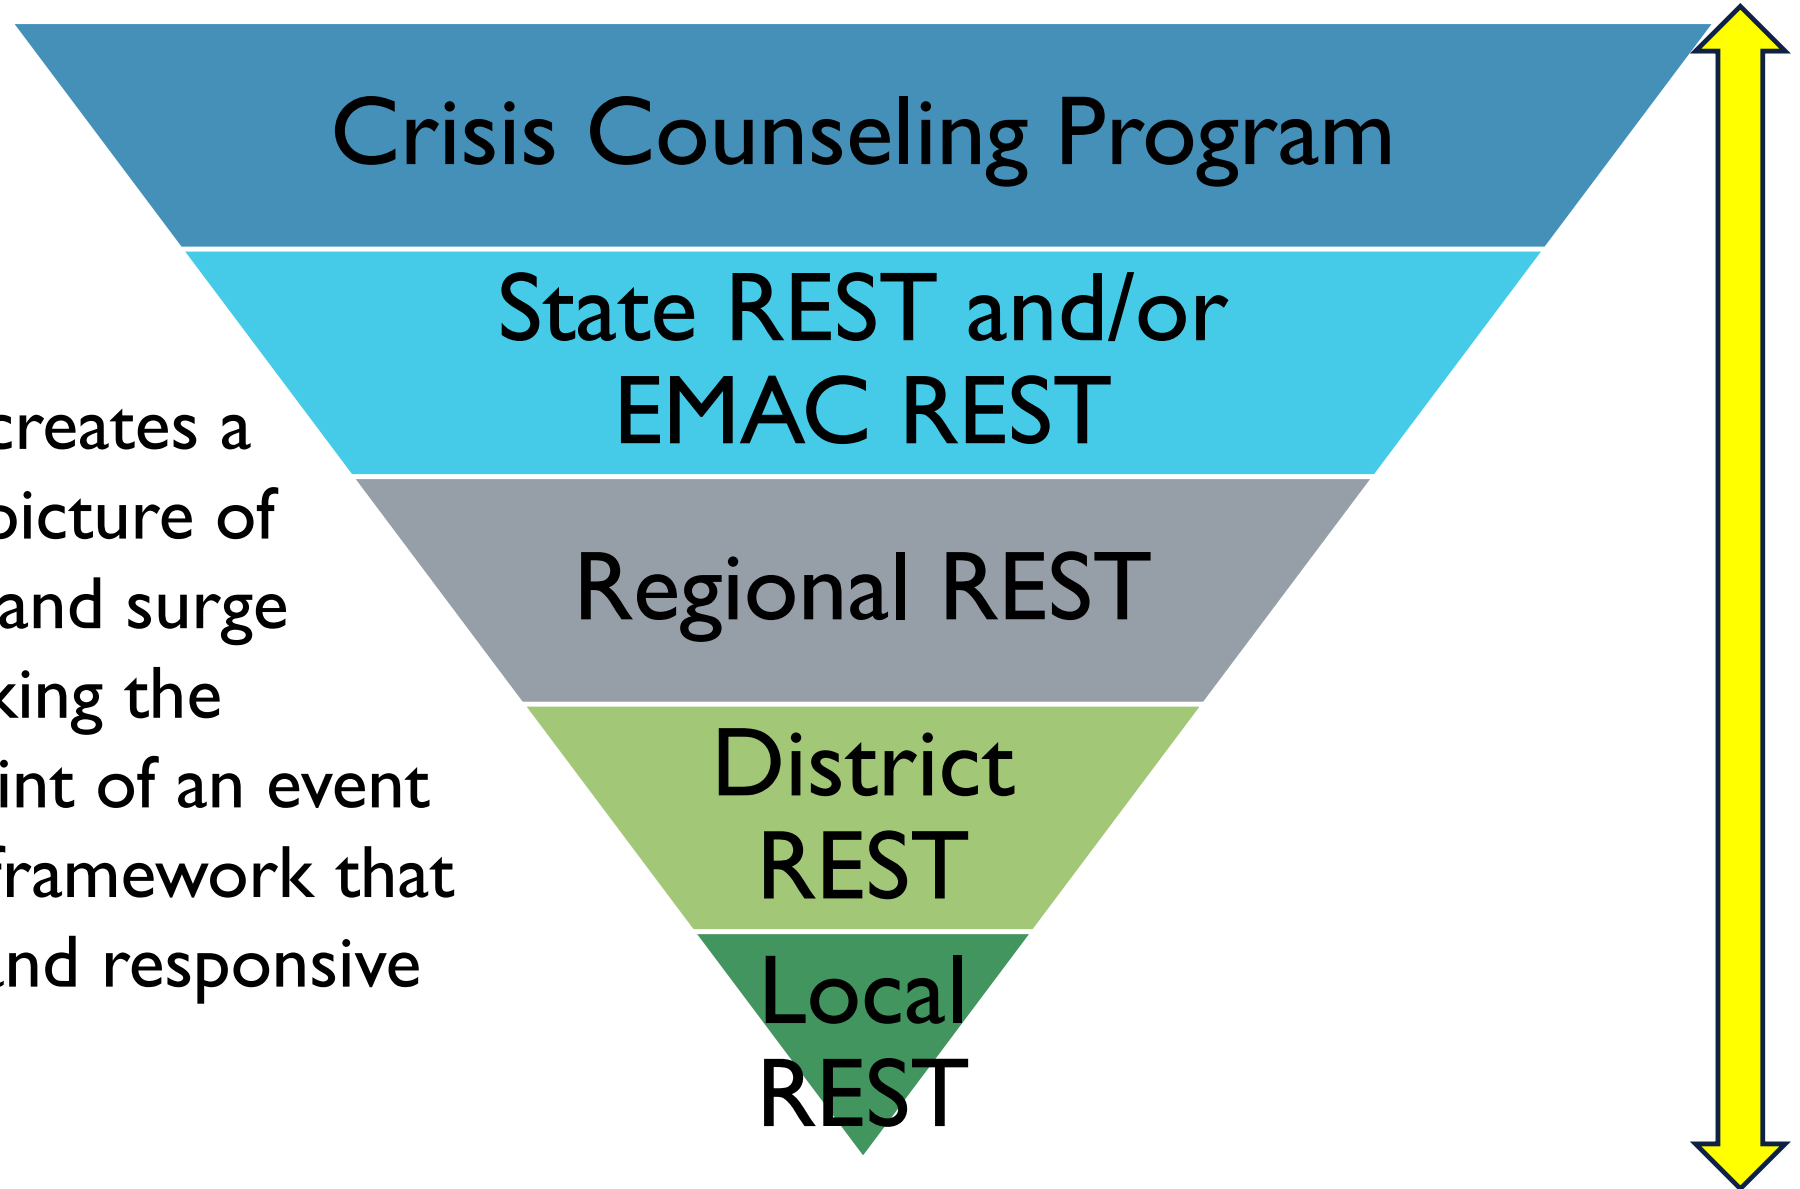 Crisis Counseling Program
State REST and/or
EMAC REST
Regional REST
District
REST
Local
REST
creates a
picture of
and surge
the
of an event
framework that
responsive